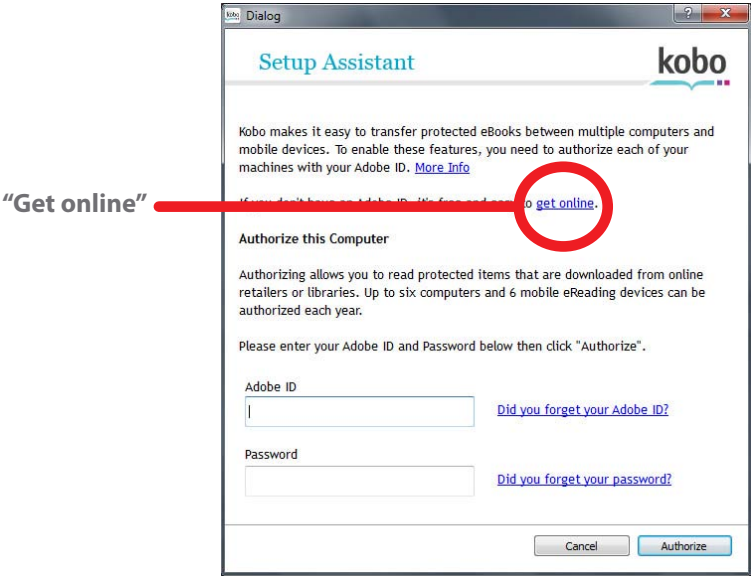 Dialog
Setup Assistant
kobo
Kobo makes it easy to transfer protected eBooks between multiple computers and
mobile devices. To enable these features, you need to authorize each of your
machines with your Adobe ID. More Info
“Get online”
get online.
Authorize this Computer
Authorizing allows you to read protected items that are downloaded from online
retailers or libraries. Up to six computers and 6 mobile eReading devices can be
authorized each year.
Please enter your Adobe ID and Password below then click "Authorize".
Adobe ID
Did you forget your Adobe ID?
Password
Did you forget your password?
Cancel
Authorize